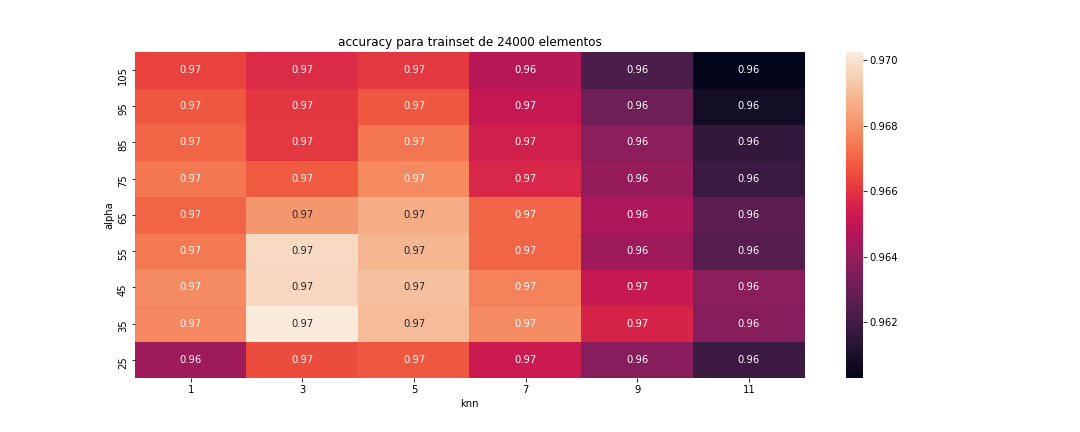 accuracy para trainset de 24000 elementos
105 0.97 0.97 0.97 0.96 0.96 0.96
95 0.97 0.97 0.97 0.97 0.96 0.96
85 0.97 0.97 0.97 0.97 0.96 0.96
75 0.97 0.97 0.97 0.97 0.96 0.96
65 0.97 0.97 0.97 0.97 0.96 0.96
55 0.97 0.97 0.97 0.97 0.96 0.96
45 0.97 0.97 0.97 0.97 0.97 0.96
35 0.97 0.97 0.97 0.97 0.97 0.96
25 0.96 0.97 0.97 0.97 0.96 0.96
alpha
1 3 5 7 9 11
knn
0.970
0.968
0.966
0.964
0.962